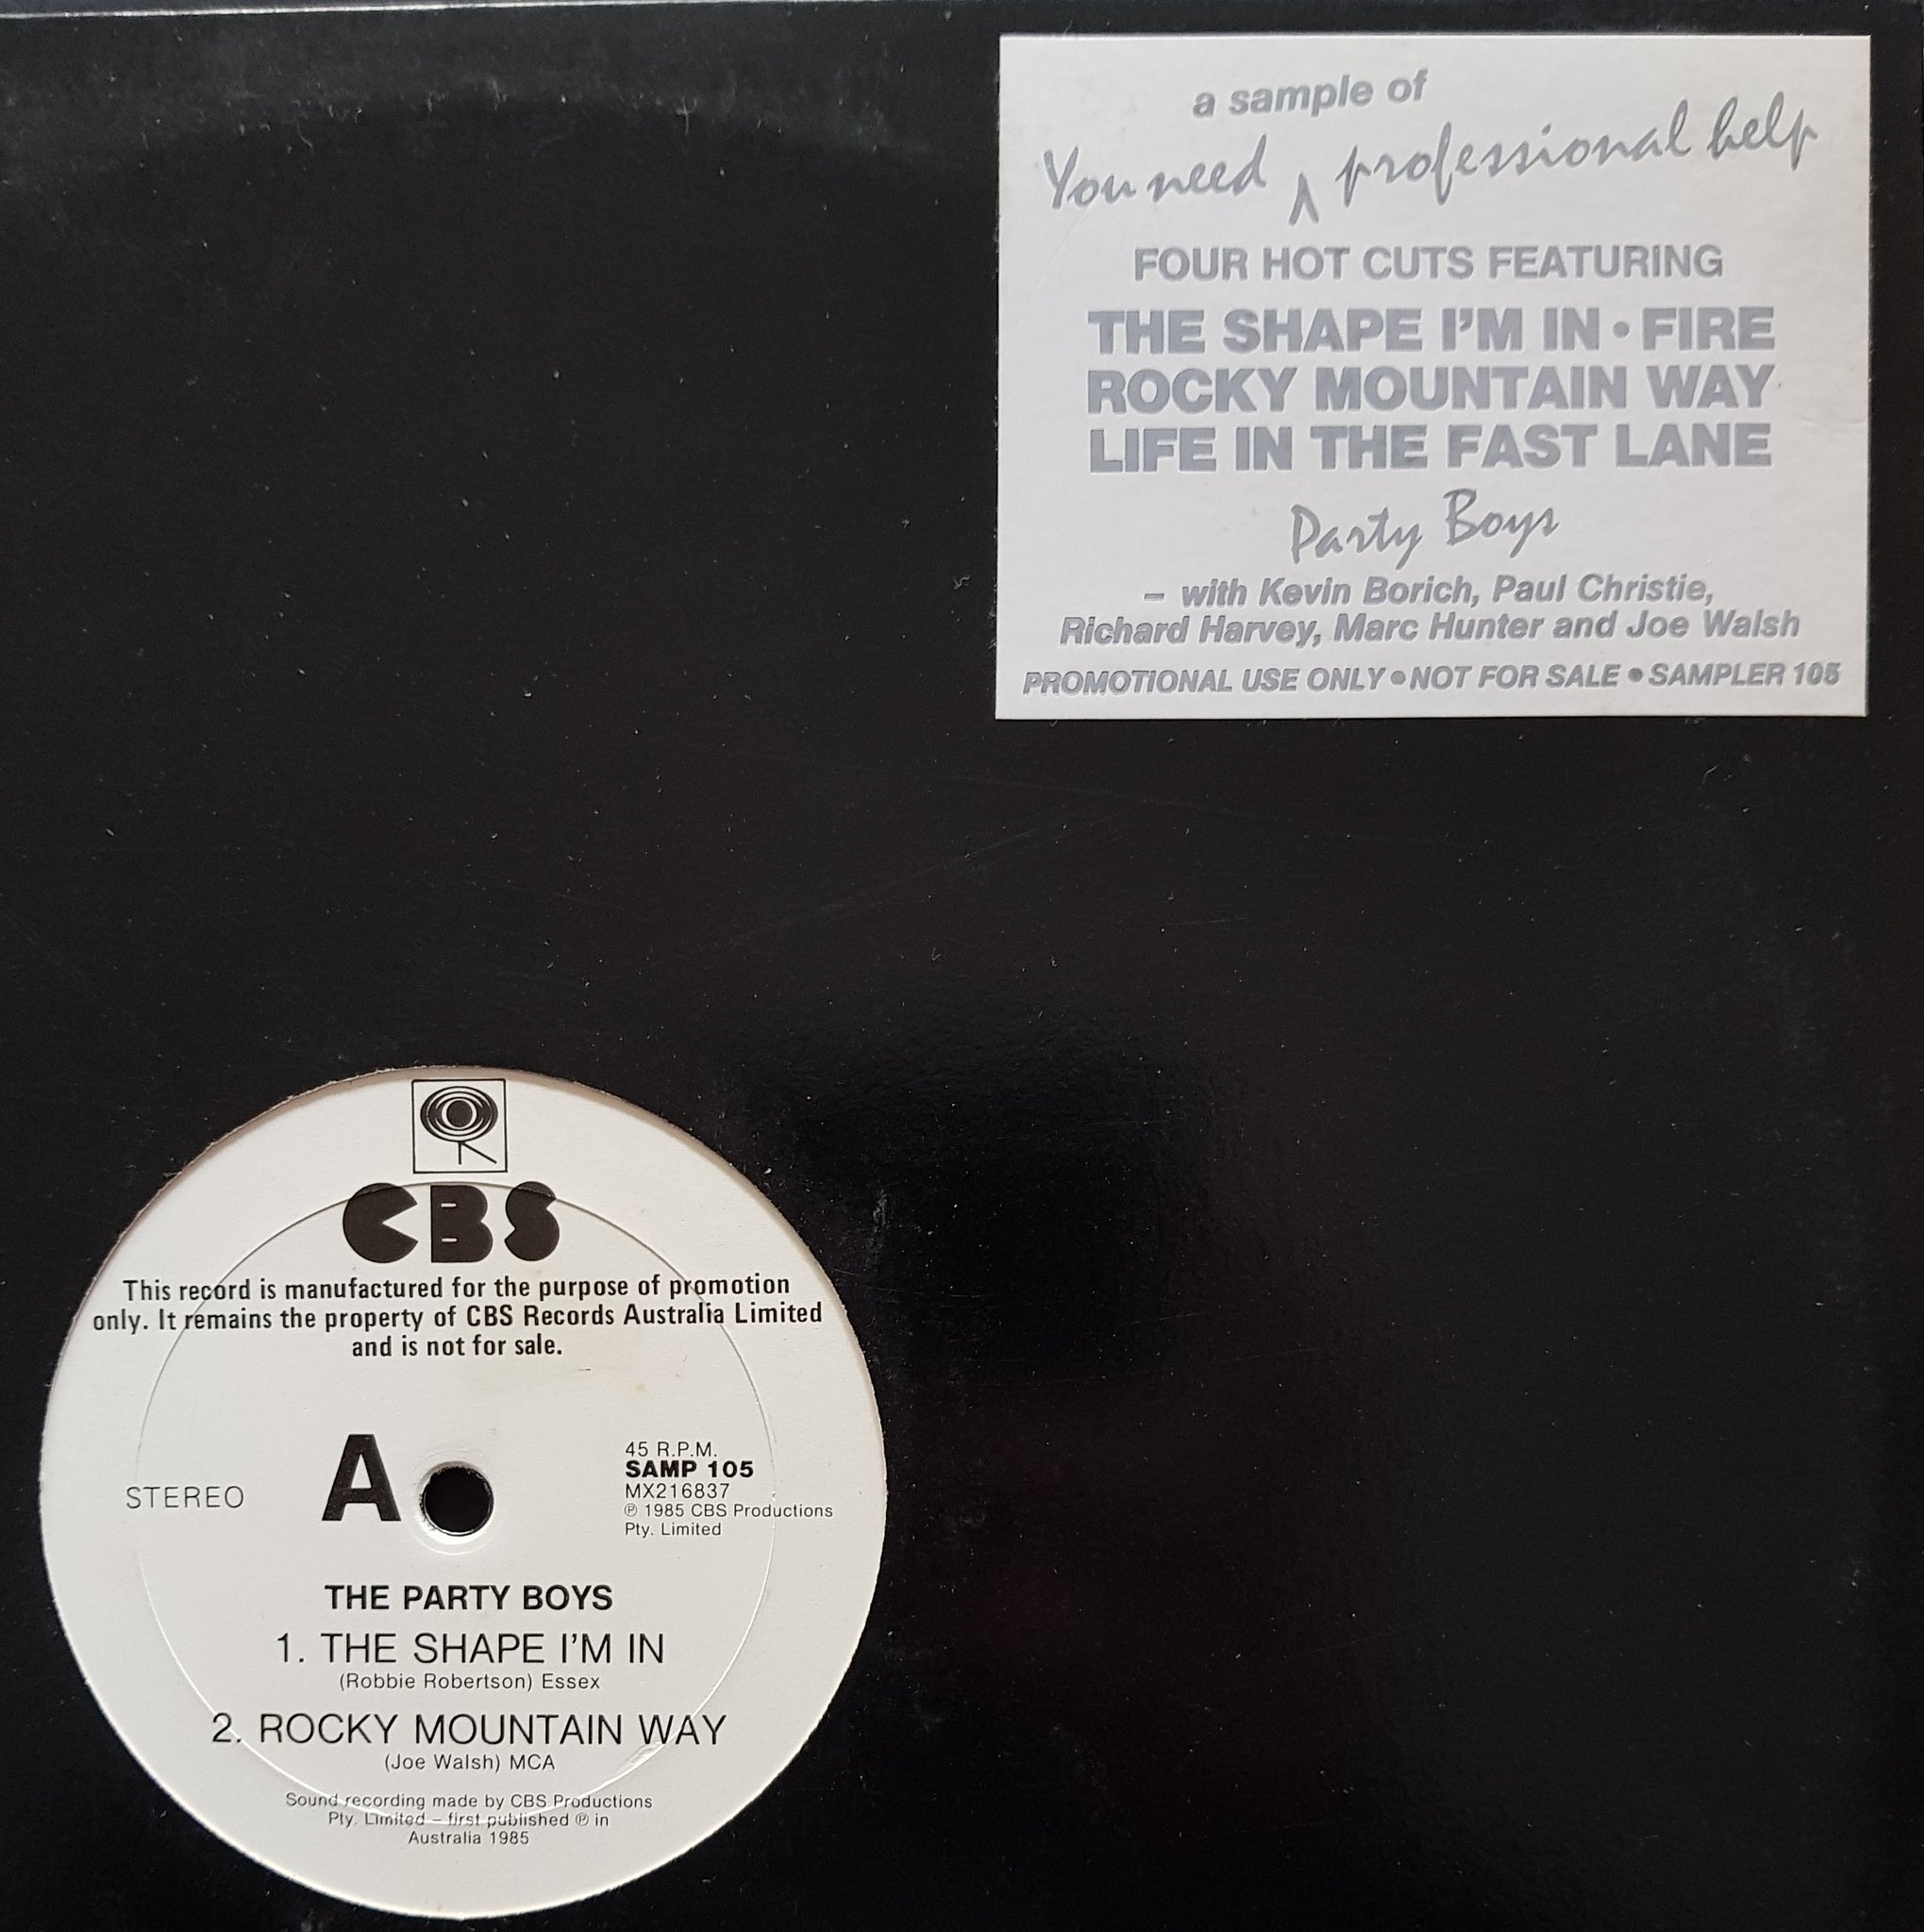 a sample of
You need ∧ professional help
FOUR HOT CUTS FEATURING
THE SHAPE I'M IN • FIRE
ROCKY MOUNTAIN WAY
LIFE IN THE FAST LANE
Party Boys
– with Kevin Borich, Paul Christie,
Richard Harvey, Marc Hunter and Joe Walsh
PROMOTIONAL USE ONLY • NOT FOR SALE • SAMPLER 105
CBS
This record is manufactured for the purpose of promotion
only. It remains the property of CBS Records Australia Limited
and is not for sale.
STEREO
A
45 R.P.M.
SAMP 105
MX216837
℗ 1985 CBS Productions
Pty. Limited
THE PARTY BOYS
1. THE SHAPE I'M IN
(Robbie Robertson) Essex
2. ROCKY MOUNTAIN WAY
(Joe Walsh) MCA
Sound recording made by CBS Productions
Pty. Limited – first published ℗ in
Australia 1985